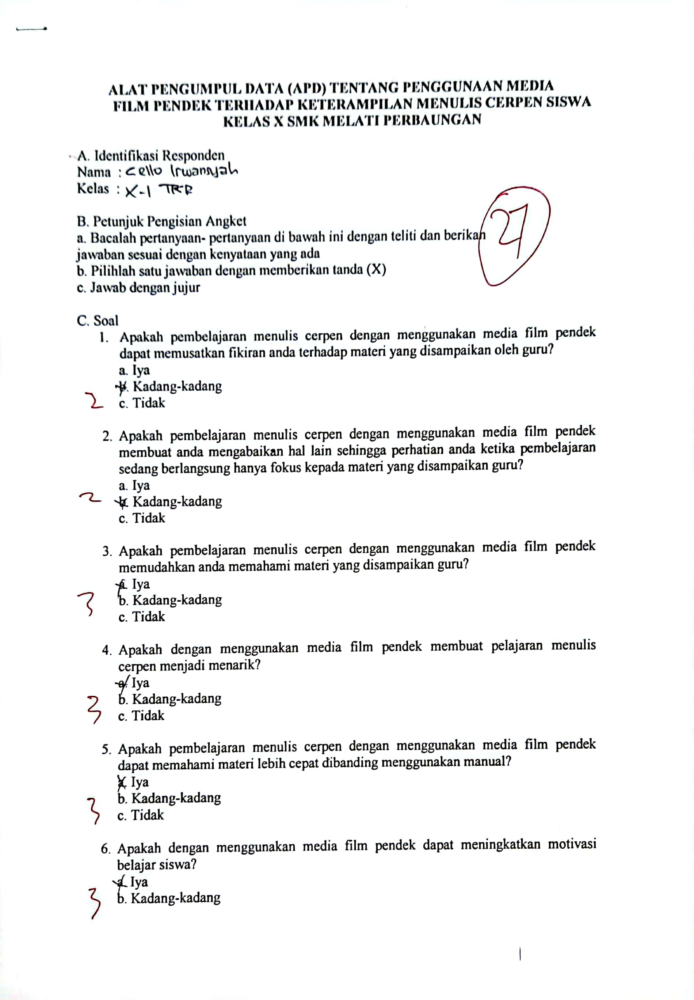 ALAT PENGUMPUL DATA (APD) TENTANG PENGGUNAAN MEDIA
FILM PENDEK TERHADAP KETERAMPILAN MENULIS CERPEN SISWA
KELAS X SMK MELATI PERBAUNGAN
A. Identifikasi Responden
Nama : Cello Irwansyah
Kelas : X-1 
27
B. Petunjuk Pengisian Angket
a. Bacalah pertanyaan- pertanyaan di bawah ini dengan teliti dan berikan
jawaban sesuai dengan kenyataan yang ada
b. Pilihlah satu jawaban dengan memberikan tanda (X)
c. Jawab dengan jujur
C. Soal
1. Apakah pembelajaran menulis cerpen dengan menggunakan media film pendek
dapat memusatkan fikiran anda terhadap materi yang disampaikan oleh guru?
a. Iya
b. Kadang-kadang
2 c. Tidak
2. Apakah pembelajaran menulis cerpen dengan menggunakan media film pendek
membuat anda mengabaikan hal lain sehingga perhatian anda ketika pembelajaran
sedang berlangsung hanya fokus kepada materi yang disampaikan guru?
a. Iya
2 b. Kadang-kadang
c. Tidak
3. Apakah pembelajaran menulis cerpen dengan menggunakan media film pendek
memudahkan anda memahami materi yang disampaikan guru?
a. Iya
3 b. Kadang-kadang
c. Tidak
4. Apakah dengan menggunakan media film pendek membuat pelajaran menulis
cerpen menjadi menarik?
a. Iya
b. Kadang-kadang
3 c. Tidak
5. Apakah pembelajaran menulis cerpen dengan menggunakan media film pendek
dapat memahami materi lebih cepat dibanding menggunakan manual?
a. Iya
b. Kadang-kadang
3 c. Tidak
6. Apakah dengan menggunakan media film pendek dapat meningkatkan motivasi
belajar siswa?
a. Iya
3 b. Kadang-kadang